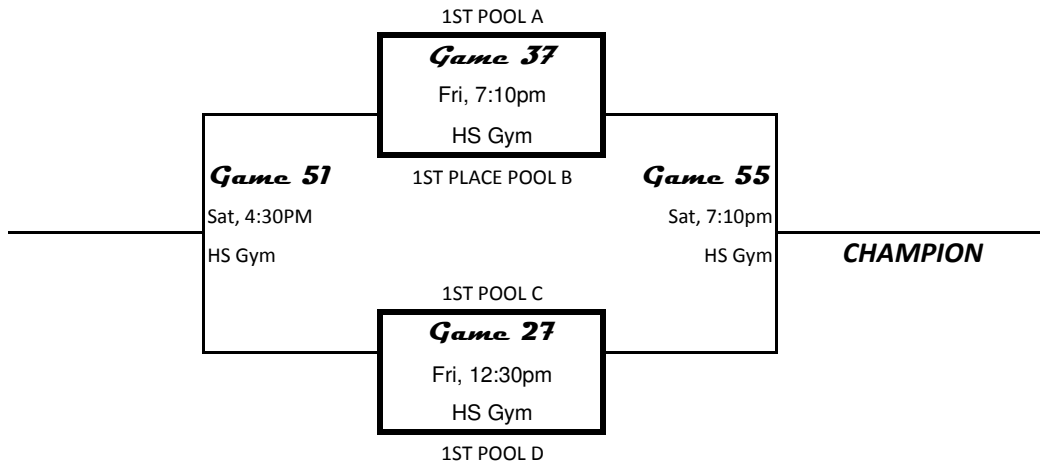 1ST POOL A
Game 37
Fri, 7:10pm
HS Gym
1ST PLACE POOL B
Game 51
Sat, 4:30PM
HS Gym
Game 55
Sat, 7:10pm
HS Gym
CHAMPION
1ST POOL C
Game 27
Fri, 12:30pm
HS Gym
1ST POOL D